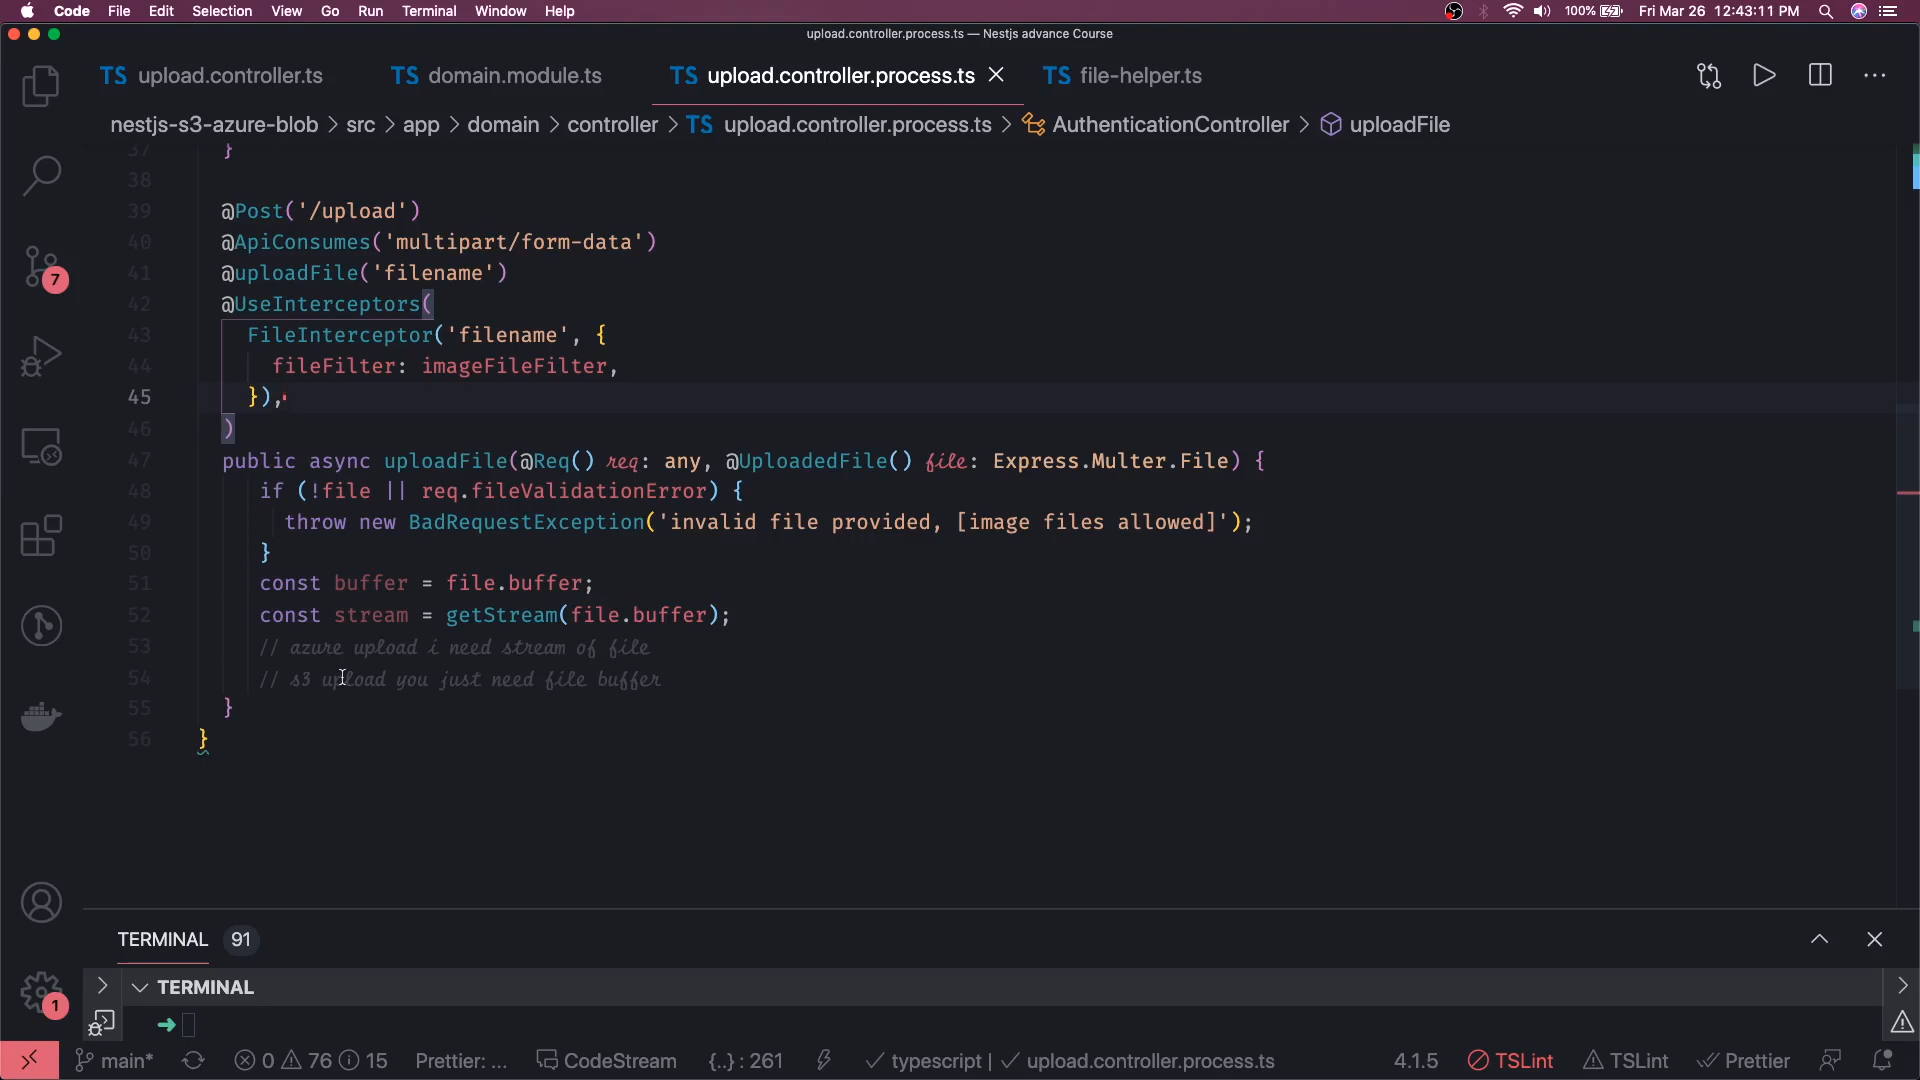 Code File Edit Selection View Go Run Terminal Window Help 100% Fri Mar 26 12:43:11 PM
upload.controller.process.ts — Nestjs advance Course
TS upload.controller.ts TS domain.module.ts TS upload.controller.process.ts TS file-helper.ts
nestjs-s3-azure-blob > src > app > domain > controller > TS upload.controller.process.ts > AuthenticationController > uploadFile
37 }
38
39 @Post('/upload')
40 @ApiConsumes('multipart/form-data')
41 @uploadFile('filename')
42 @UseInterceptors(
43 FileInterceptor('filename', {
44 fileFilter: imageFileFilter,
45 }),
46 )
47 public async uploadFile(@Req() req: any, @UploadedFile() file: Express.Multer.File) {
48 if (!file || req.fileValidationError) {
49 throw new BadRequestException('invalid file provided, [image files allowed]');
50 }
51 const buffer = file.buffer;
52 const stream = getStream(file.buffer);
53 // azure upload i need stream of file
54 // s3 upload you just need file buffer
55 }
56 }
7
TERMINAL 91
TERMINAL
1
main* 0 76 15 Prettier: ... CodeStream {..} : 261 typescript | upload.controller.process.ts 4.1.5 TSLint TSLint Prettier